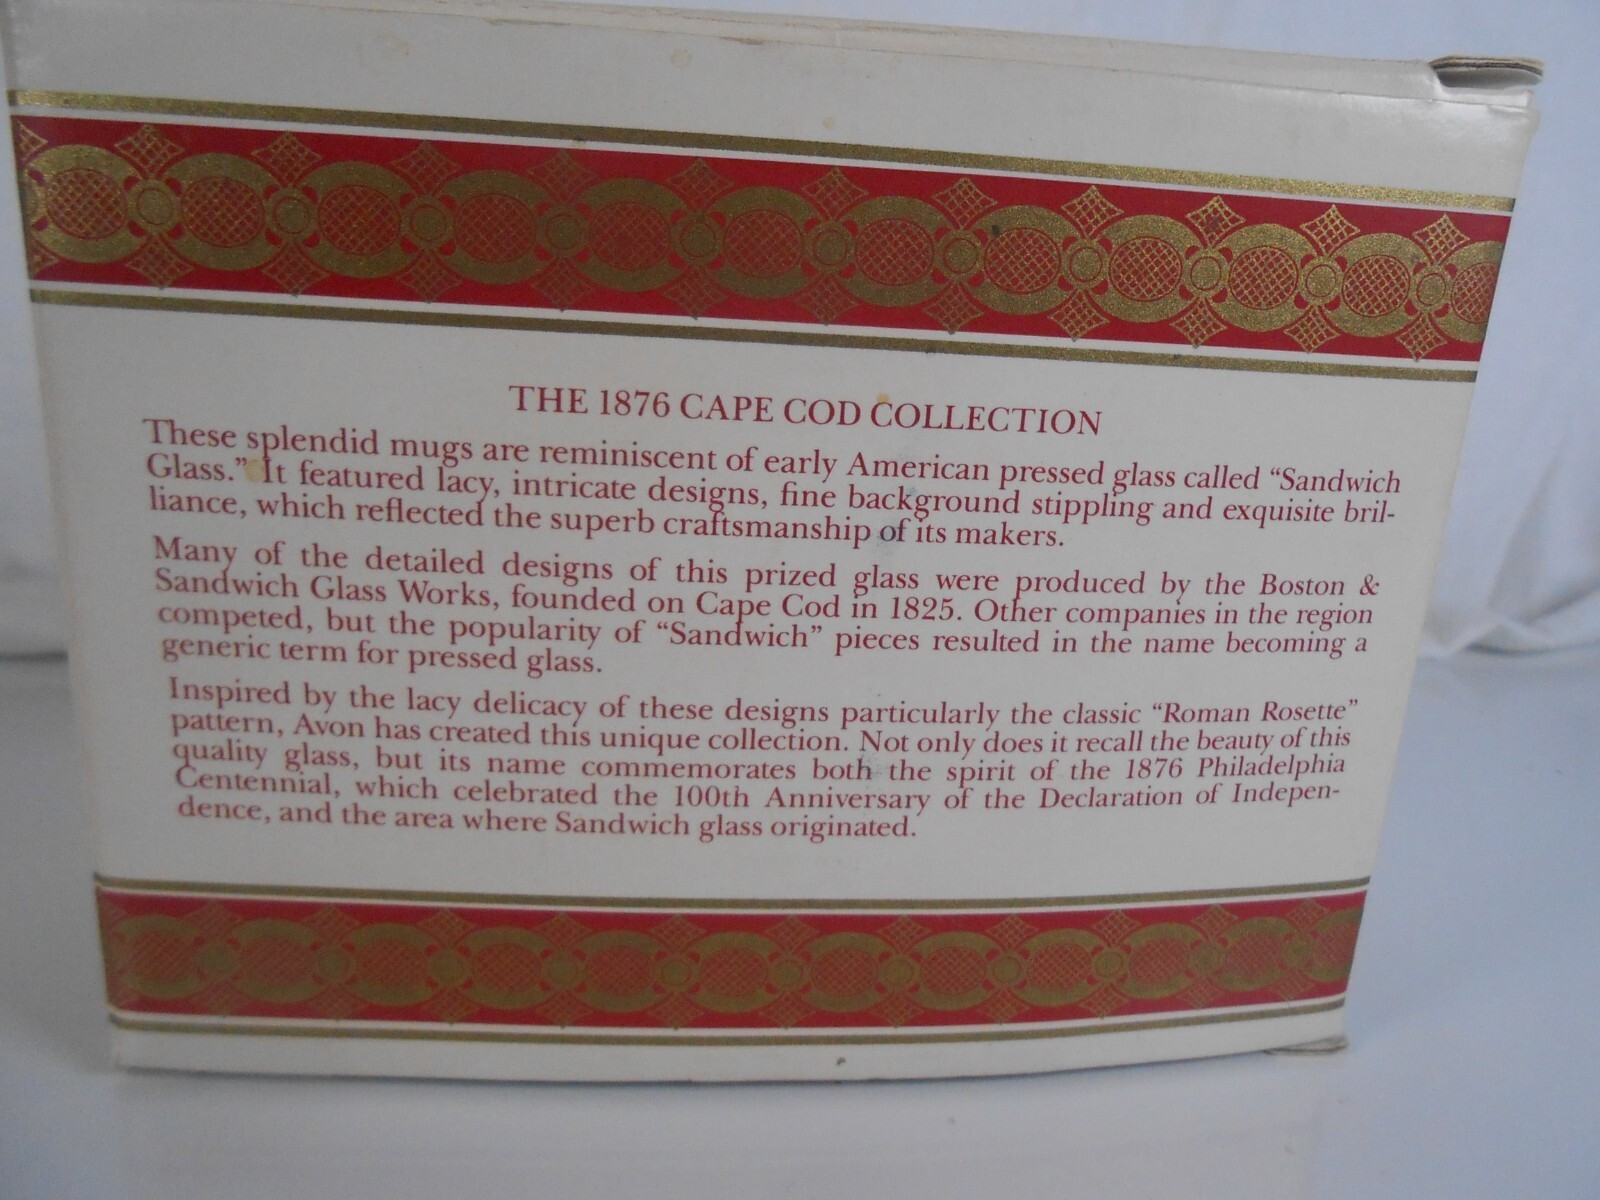 THE 1876 CAPE COD COLLECTION
These splendid mugs are reminiscent of early American pressed glass called “Sandwich
Glass.” It featured lacy, intricate designs, fine background stippling and exquisite bril-
liance, which reflected the superb craftsmanship of its makers.
Many of the detailed designs of this prized glass were produced by the Boston &
Sandwich Glass Works, founded on Cape Cod in 1825. Other companies in the region
competed, but the popularity of “Sandwich” pieces resulted in the name becoming a
generic term for pressed glass.
Inspired by the lacy delicacy of these designs particularly the classic “Roman Rosette”
pattern, Avon has created this unique collection. Not only does it recall the beauty of this
quality glass, but its name commemorates both the spirit of the 1876 Philadelphia
Centennial, which celebrated the 100th Anniversary of the Declaration of Indepen-
dence, and the area where Sandwich glass originated.